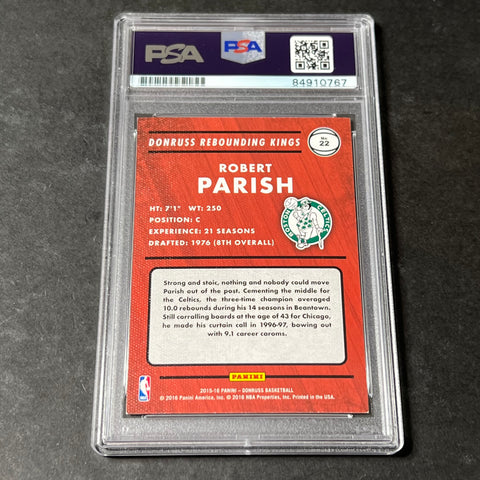 PSA
PSA
84910767
DONRUSS REBOUNDING KINGS
No.
22
ROBERT
PARISH
HT: 7'1" WT: 250
POSITION: C
EXPERIENCE: 21 SEASONS
DRAFTED: 1976 (8TH OVERALL)
BOSTON CELTICS
Strong and stoic, nothing and nobody could move
Parish out of the post. Cementing the middle for
the Celtics, the three-time champion averaged
10.0 rebounds during his 14 seasons in Beantown.
Still corralling boards at the age of 43 for Chicago,
he made his curtain call in 1996-97, bowing out
with 9.1 career caroms.
PANINI
NBA
2015-16 PANINI – DONRUSS BASKETBALL
© 2016 Panini America, Inc. © 2016 NBA Properties, Inc. Printed in the USA.